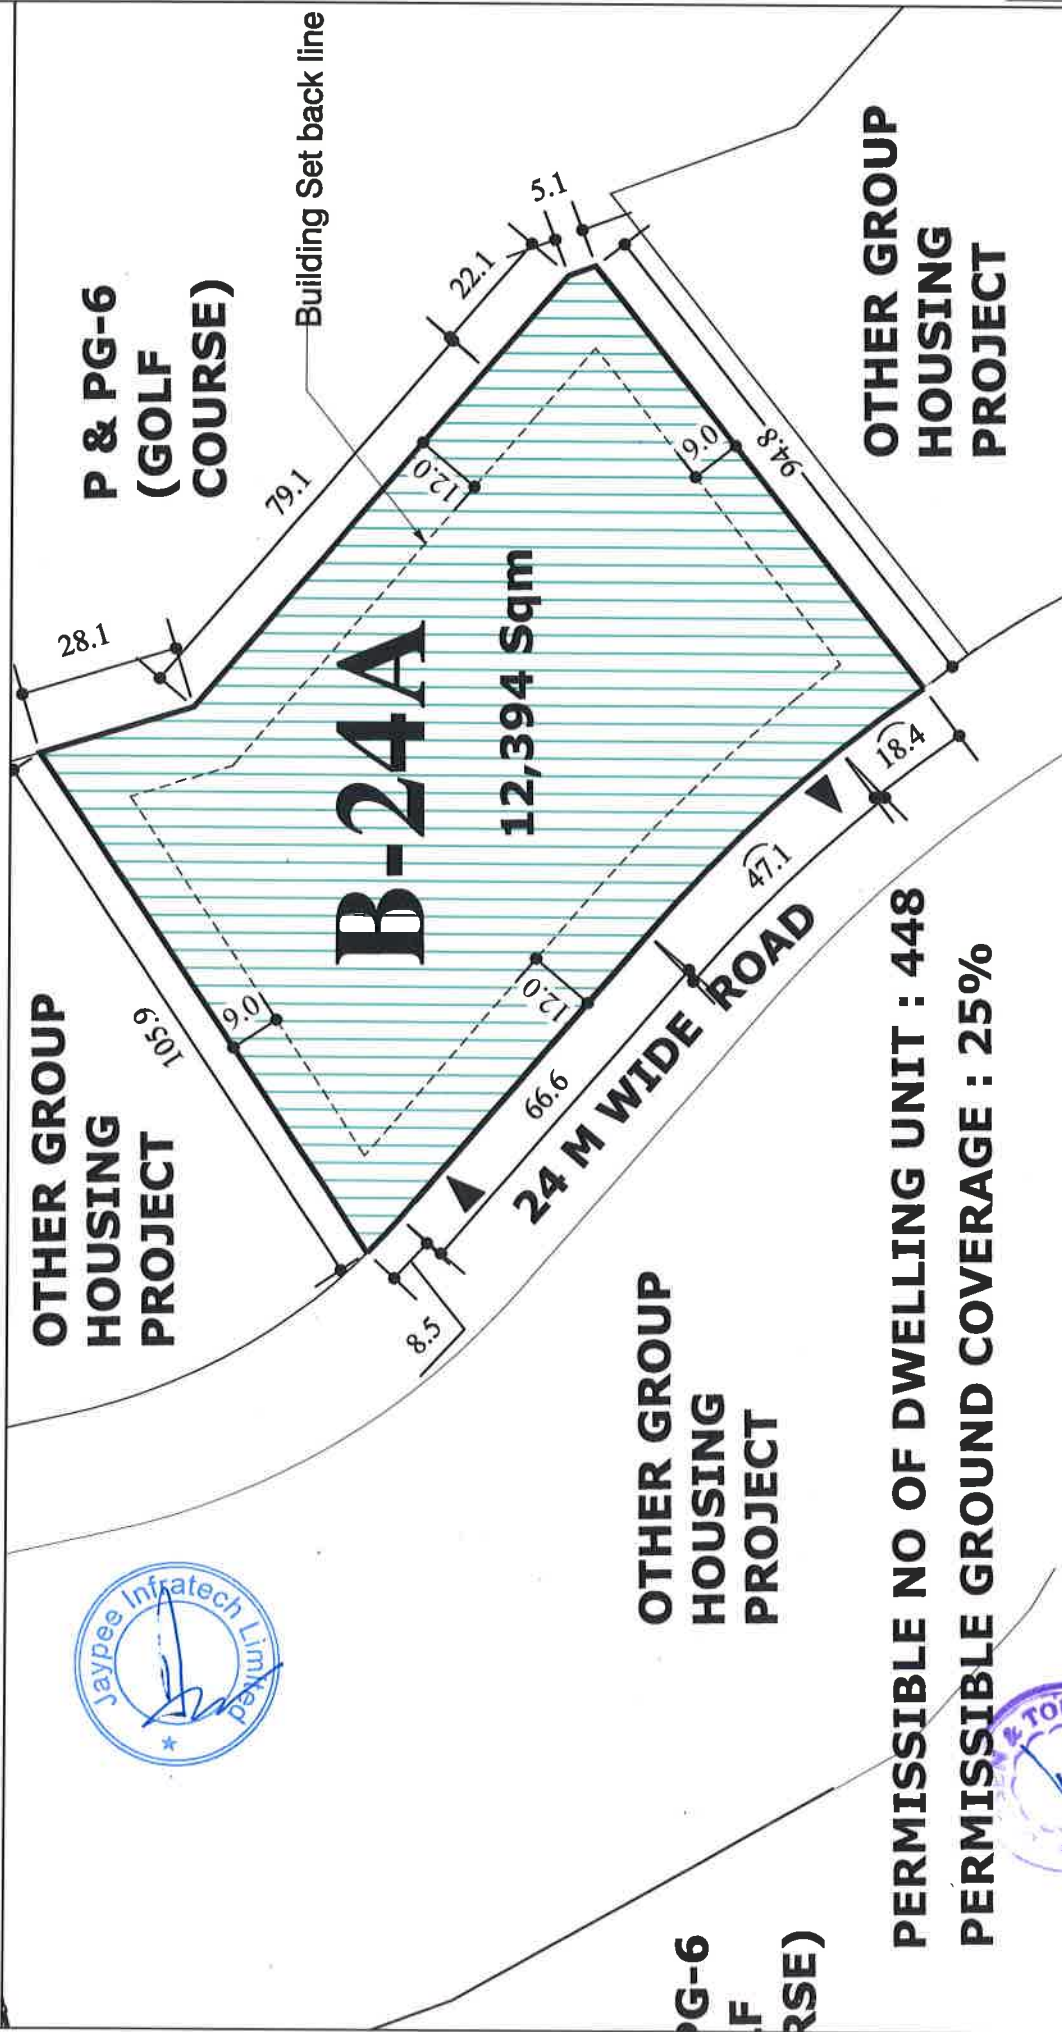 P & PG-6
(GOLF
COURSE)
Building Set back line
28.1
79.1
22.1
5.1
12.0
9.0
94.8
OTHER GROUP
HOUSING
PROJECT
B-24A
12,394 Sqm
OTHER GROUP
HOUSING
PROJECT
105.9
9.0
12.0
18.4
47.1
66.6
8.5
24 M WIDE ROAD
OTHER GROUP
HOUSING
PROJECT
Jaypee Infratech Limited
PERMISSIBLE NO OF DWELLING UNIT : 448
PERMISSIBLE GROUND COVERAGE : 25%
PG-6
RSE)
& TO